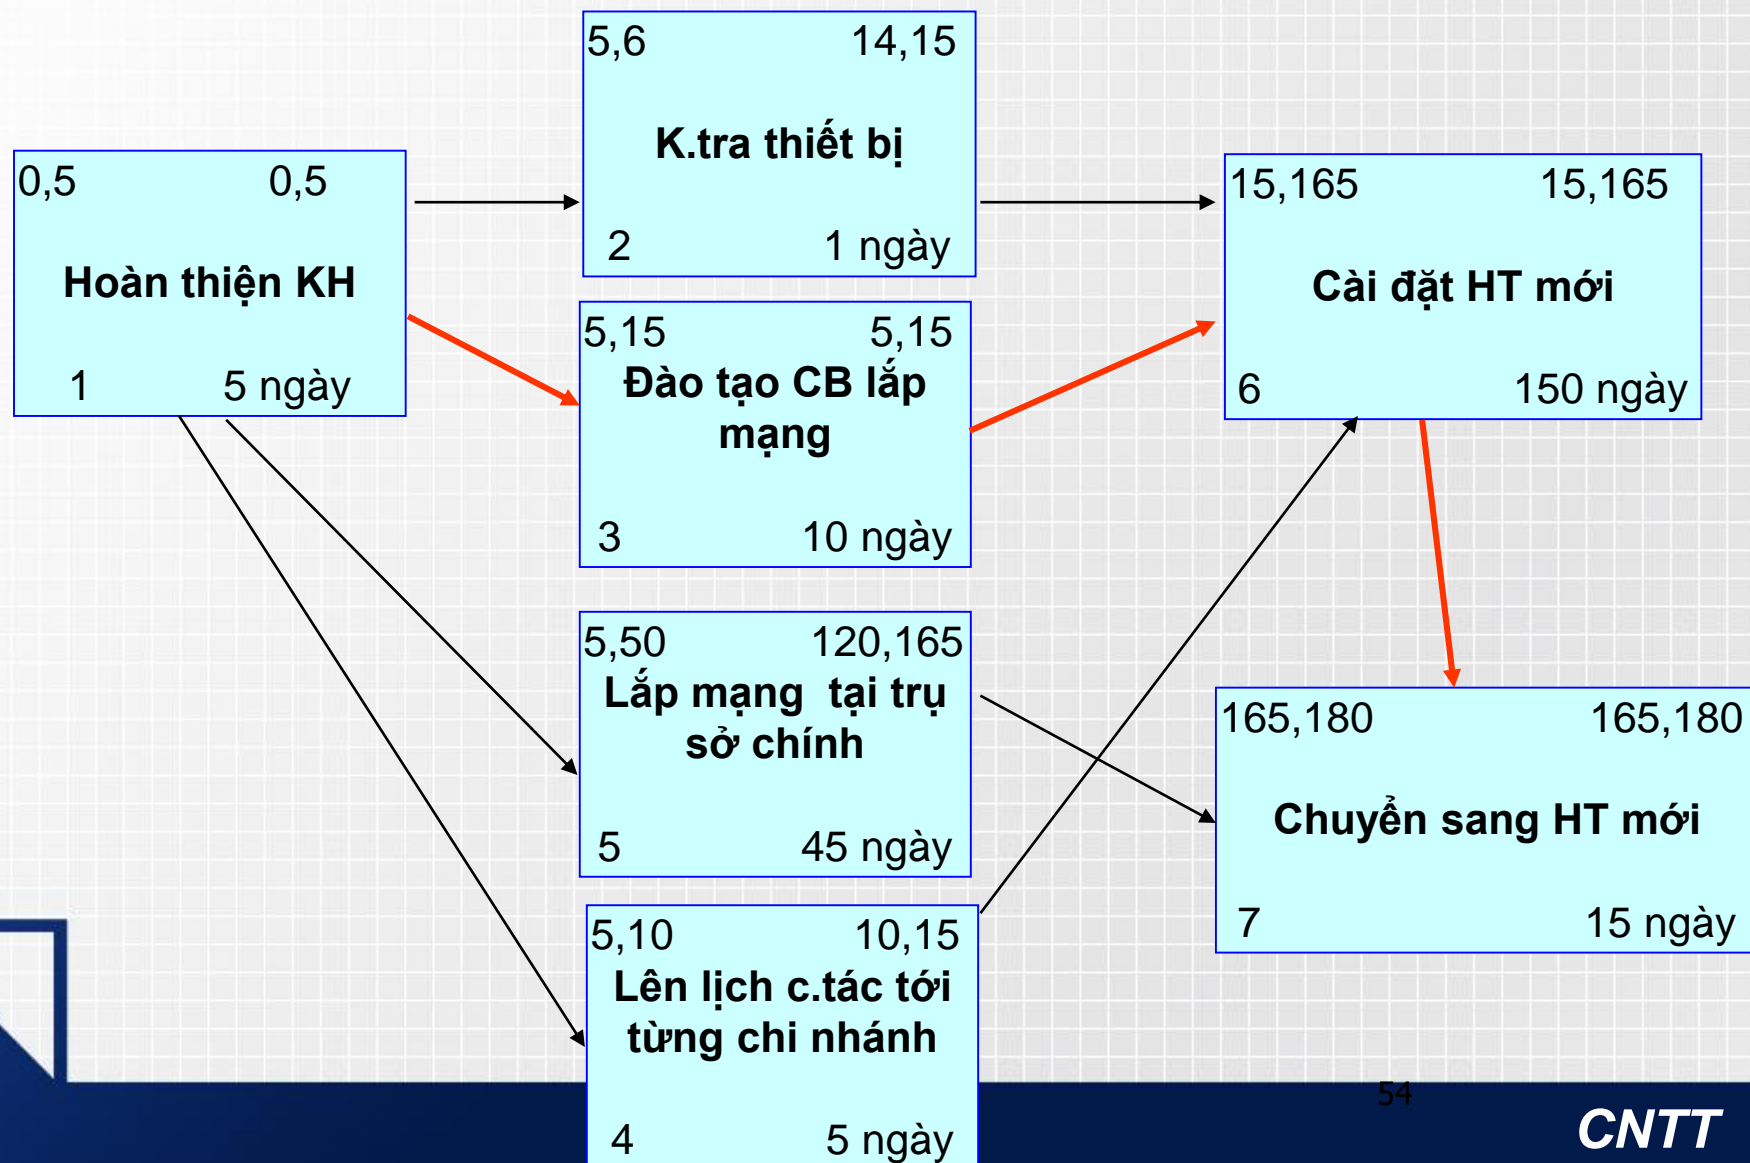 0,5 0,5
Hoàn thiện KH
1 5 ngày
5,6 14,15
K.tra thiết bị
2 1 ngày
5,15 5,15
Đào tạo CB lắp
mạng
3 10 ngày
5,50 120,165
Lắp mạng tại trụ
sở chính
5 45 ngày
5,10 10,15
Lên lịch c.tác tới
từng chi nhánh
4 5 ngày
15,165 15,165
Cài đặt HT mới
6 150 ngày
165,180 165,180
Chuyển sang HT mới
7 15 ngày
54
CNTT